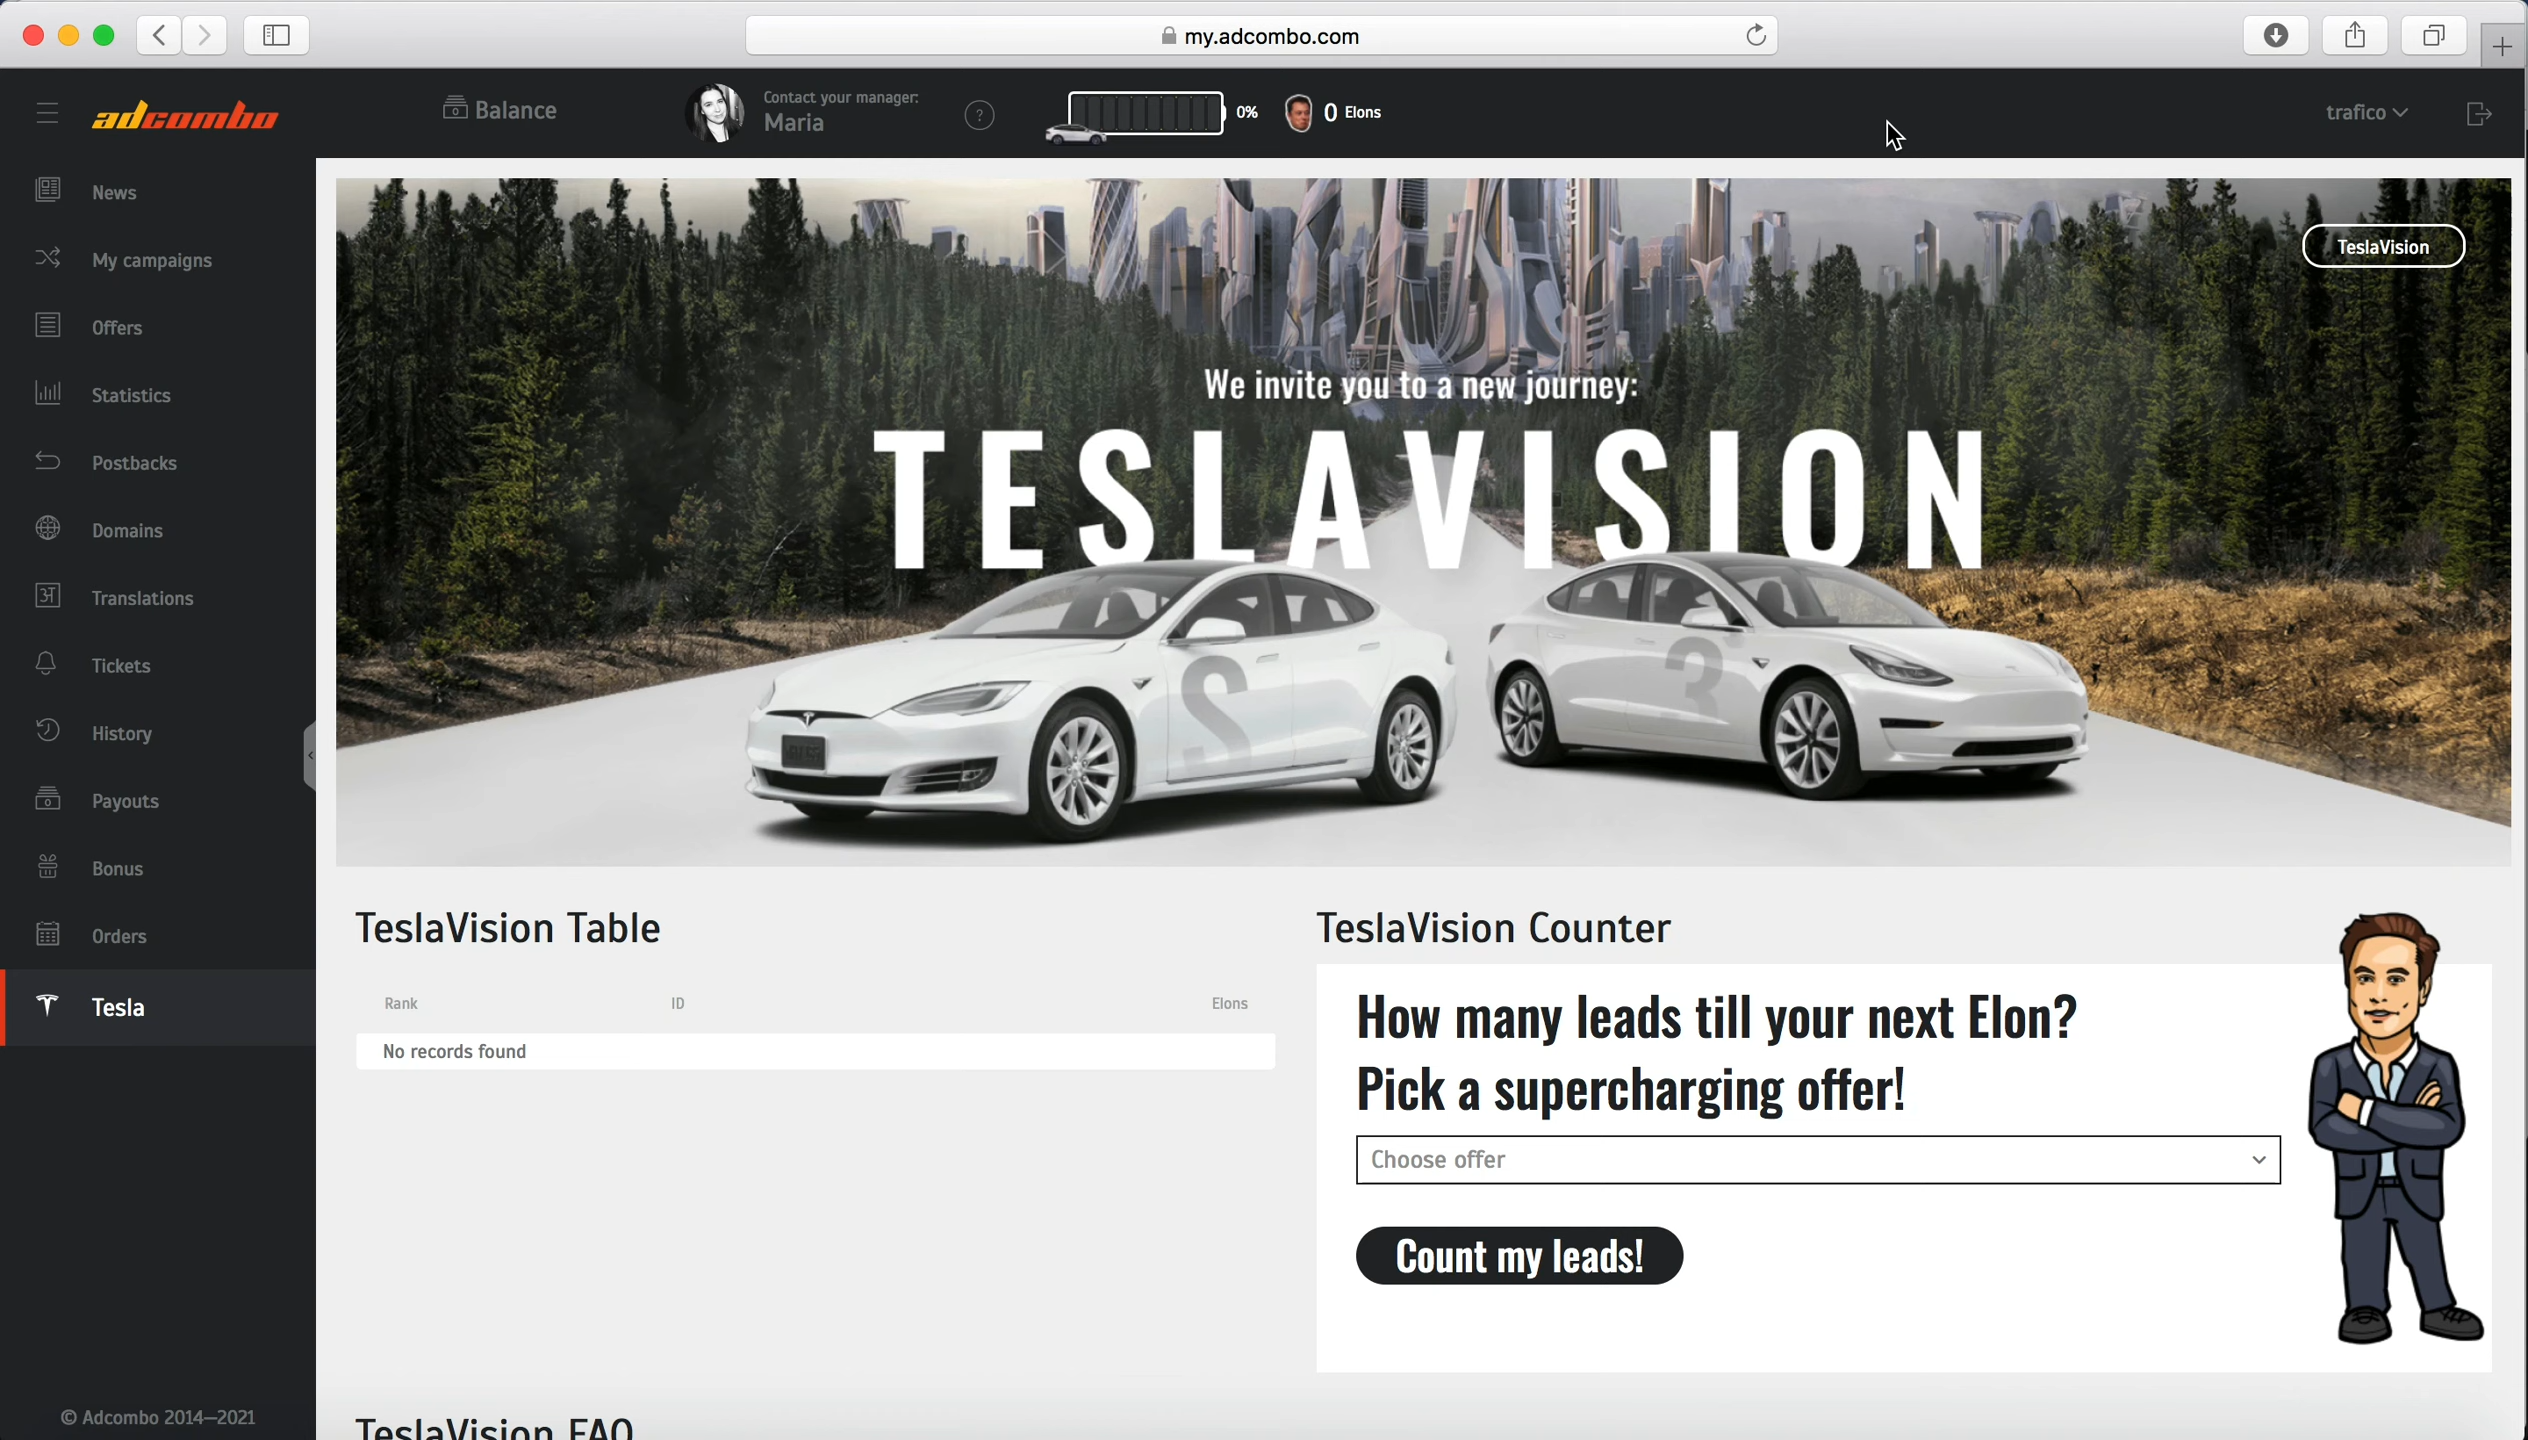 my.adcombo.com
adcombo
Balance
Contact your manager:
Maria
?
0%
0 Elons
trafico
News
My campaigns
Offers
Statistics
Postbacks
Domains
Translations
Tickets
History
Payouts
Bonus
Orders
Tesla
© Adcombo 2014—2021
TeslaVision
We invite you to a new journey:
TESLAVISION
S
3
TeslaVision Table
Rank ID Elons
No records found
TeslaVision Counter
How many leads till your next Elon?
Pick a supercharging offer!
Choose offer
Count my leads!
TeslaVision FAQ